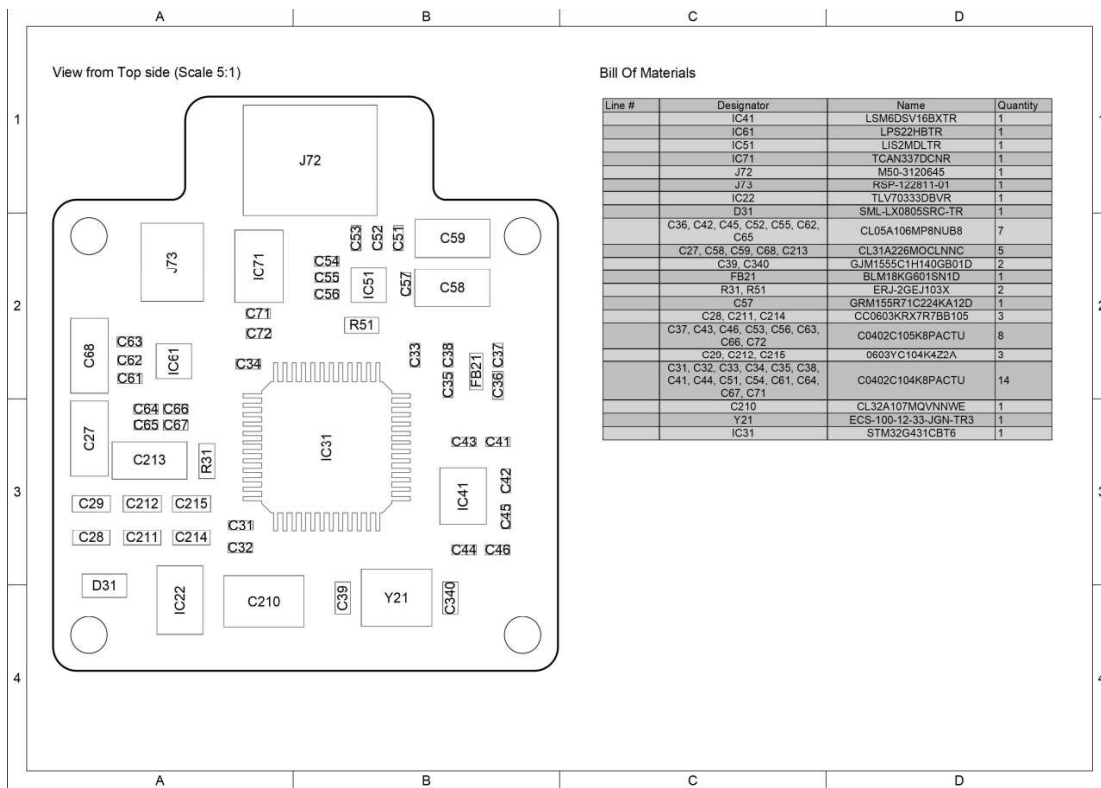 A B C D
View from Top side (Scale 5:1)
Bill Of Materials
1 1
2 2
3 3
4 4
J72
J73
IC71
C53
C52
C51
C59
C54
C55
C56
IC51
C57
C58
C71
C72
R51
C68
C63
C62
C61
IC61
C34
C33
C38
C35
FB21
C37
C36
C27
C64 C66
C65 C67
C213
R31
IC31
C43 C41
IC41
C42
C45
C29 C212 C215
C28 C211 C214
C31
C32
C44 C46
D31
IC22
C210
C39
Y21
C340
Line # Designator Name Quantity
IC41 LSM6DSV16BXTR 1
IC61 LPS22HBTR 1
IC51 LIS2MDLTR 1
IC71 TCAN337DCNR 1
J72 M50-3120645 1
J73 RSP-122811-01 1
IC22 TLV70333DBVR 1
D31 SML-LX0805SRC-TR 1
C36, C42, C45, C52, C55, C62,
C65 CL05A106MP8NUB8 7
C27, C58, C59, C68, C213 CL31A226MOCLNNC 5
C39, C340 GJM1555C1H140GB01D 2
FB21 BLM18KG601SN1D 1
R31, R51 ERJ-2GEJ103X 2
C57 GRM155R71C224KA12D 1
C28, C211, C214 CC0603KRX7R7BB105 3
C37, C43, C46, C53, C56, C63,
C66, C72 C0402C105K8PACTU 8
C29, C212, C215 0603YC104K4Z2A 3
C31, C32, C33, C34, C35, C38,
C41, C44, C51, C54, C61, C64,
C67, C71 C0402C104K8PACTU 14
C210 CL32A107MQVNNWE 1
Y21 ECS-100-12-33-JGN-TR3 1
IC31 STM32G431CBT6 1
A B C D